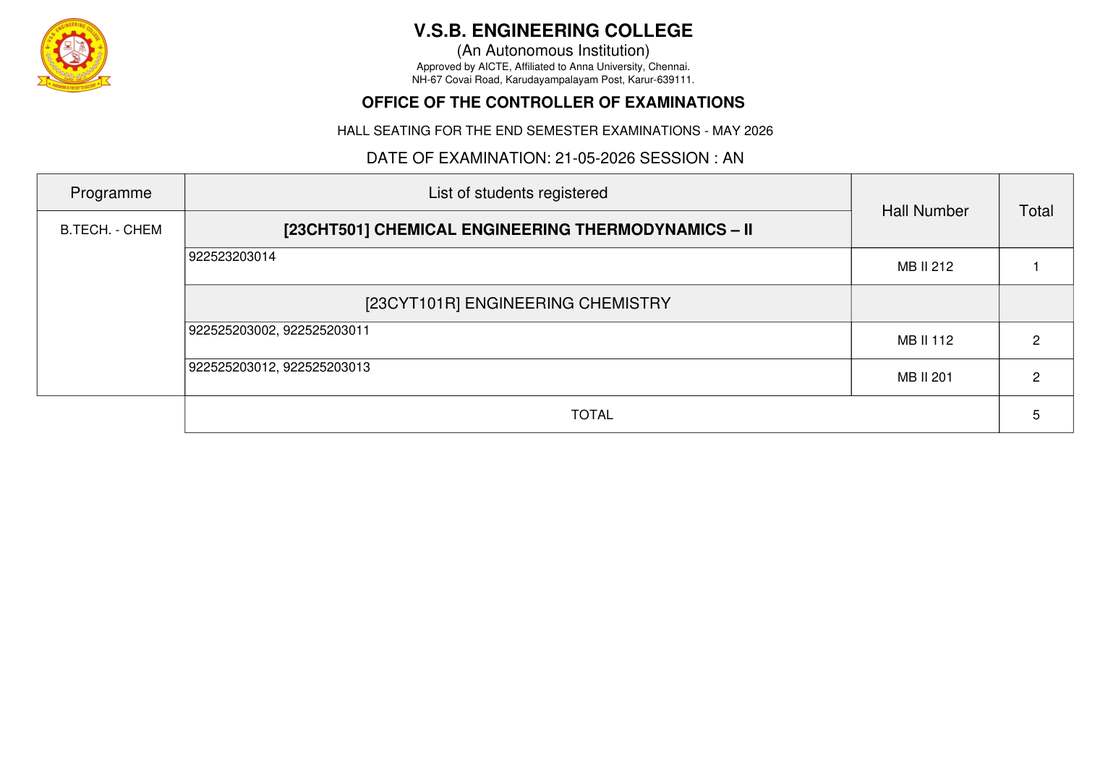 V.S.B. ENGINEERING COLLEGE
(An Autonomous Institution)
Approved by AICTE, Affiliated to Anna University, Chennai.
NH-67 Covai Road, Karudayampalayam Post, Karur-639111.
OFFICE OF THE CONTROLLER OF EXAMINATIONS
HALL SEATING FOR THE END SEMESTER EXAMINATIONS - MAY 2026
DATE OF EXAMINATION: 21-05-2026 SESSION : AN
Programme List of students registered Hall Number Total
B.TECH. - CHEM [23CHT501] CHEMICAL ENGINEERING THERMODYNAMICS – II
922523203014 MB II 212 1
[23CYT101R] ENGINEERING CHEMISTRY
922525203002, 922525203011 MB II 112 2
922525203012, 922525203013 MB II 201 2
TOTAL 5